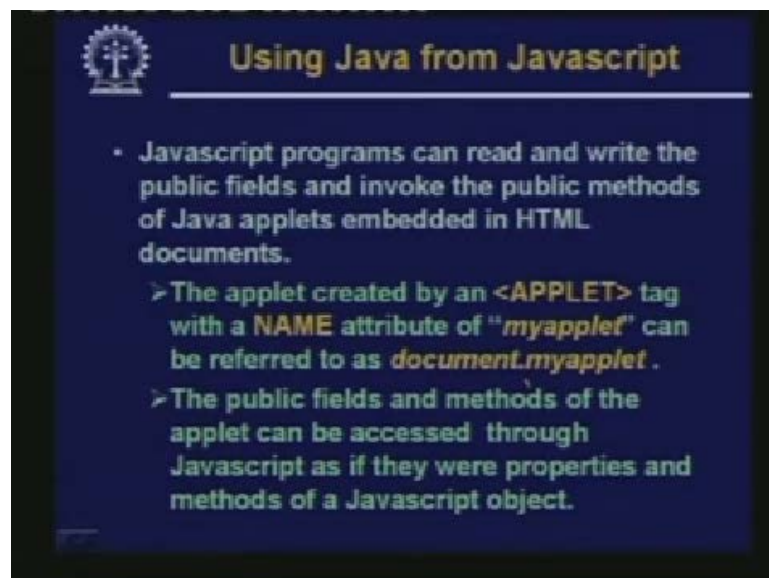 Using Java from Javascript
• Javascript programs can read and write the
public fields and invoke the public methods
of Java applets embedded in HTML
documents.
➢The applet created by an <APPLET> tag
with a NAME attribute of "myapplet" can
be referred to as document.myapplet .
➢The public fields and methods of the
applet can be accessed through
Javascript as if they were properties and
methods of a Javascript object.